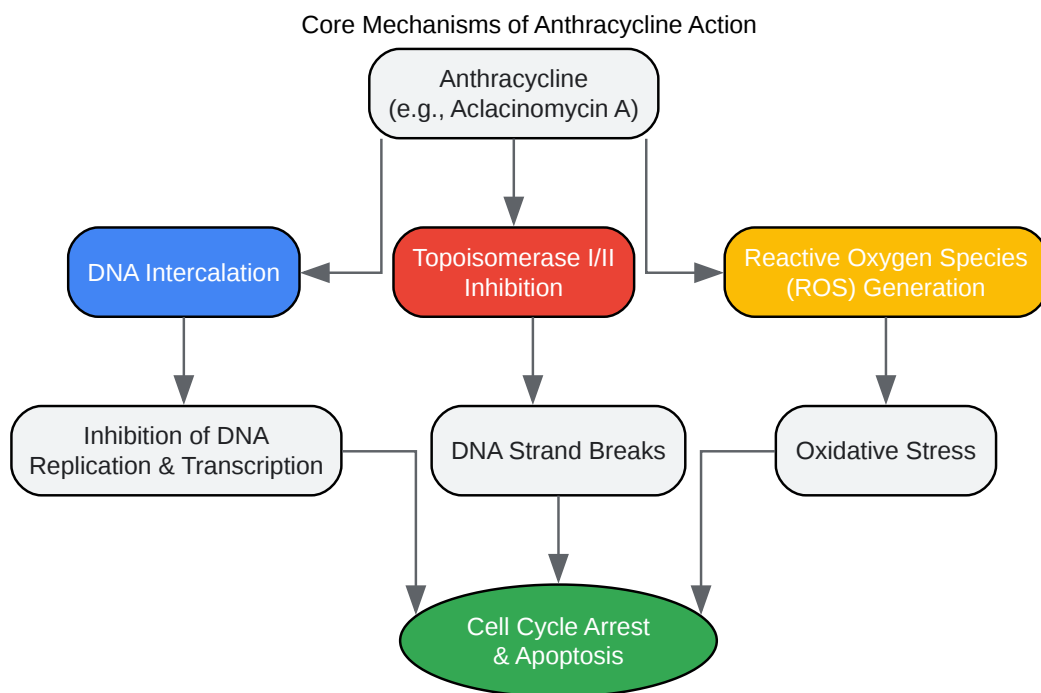 Core Mechanisms of Anthracycline Action
Anthracycline
(e.g., Aclacinomycin A)
DNA Intercalation
Topoisomerase I/II
Inhibition
Reactive Oxygen Species
(ROS) Generation
Inhibition of DNA
Replication & Transcription
DNA Strand Breaks
Oxidative Stress
Cell Cycle Arrest
& Apoptosis